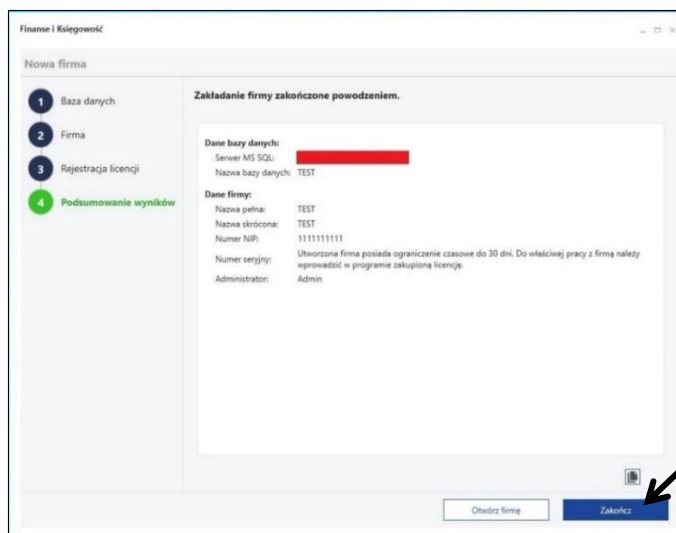 Finanse i Księgowość
Nowa firma
1 Baza danych
2 Firma
3 Rejestracja licencji
4 Podsumowanie wyników
Zakładanie firmy zakończone powodzeniem.
Dane bazy danych:
Serwer MS SQL:
Nazwa bazy danych: TEST
Dane firmy:
Nazwa pełna: TEST
Nazwa skrócona: TEST
Numer NIP: 1111111111
Numer seryjny: Utworzona firma posiada ograniczenie czasowe do 30 dni. Do właściwej pracy z firmą należy
wprowadzić w programie zakupioną licencję.
Administrator: Admin
Otwórz firmę
Zakończ